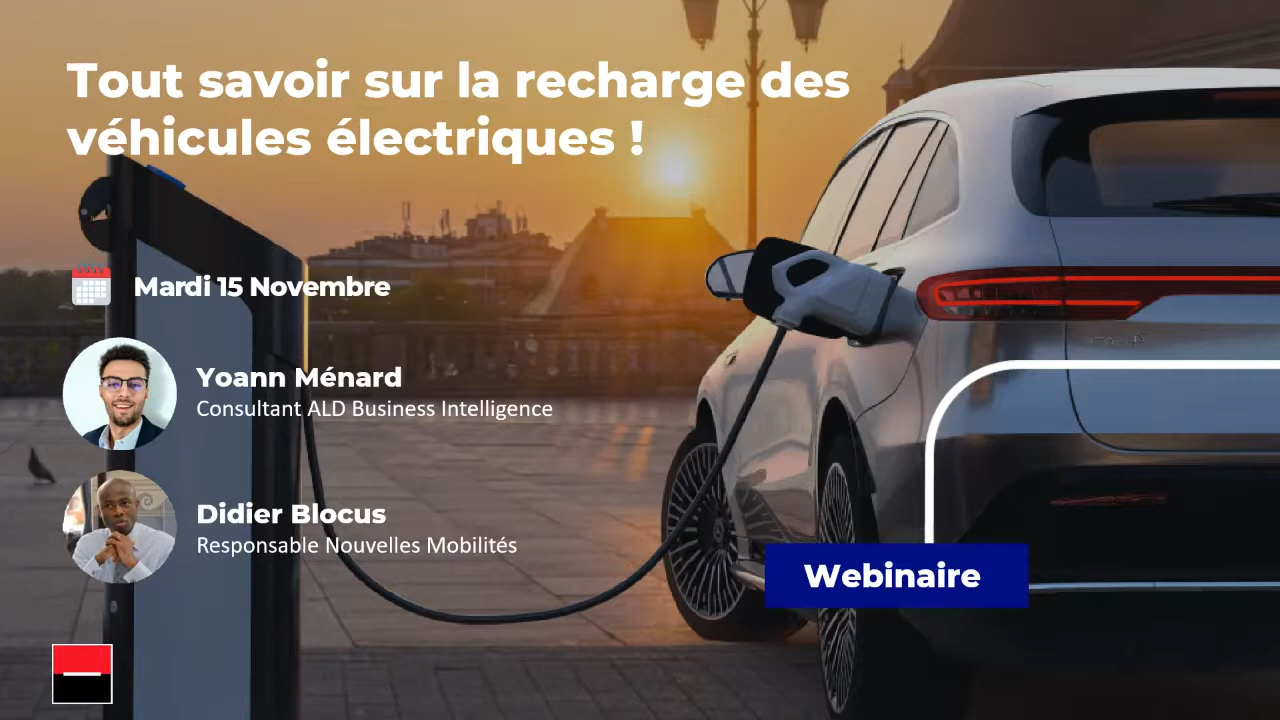 Tout savoir sur la recharge des
véhicules électriques !
Mardi 15 Novembre
Yoann Ménard
Consultant ALD Business Intelligence
Didier Blocus
Responsable Nouvelles Mobilités
Webinaire